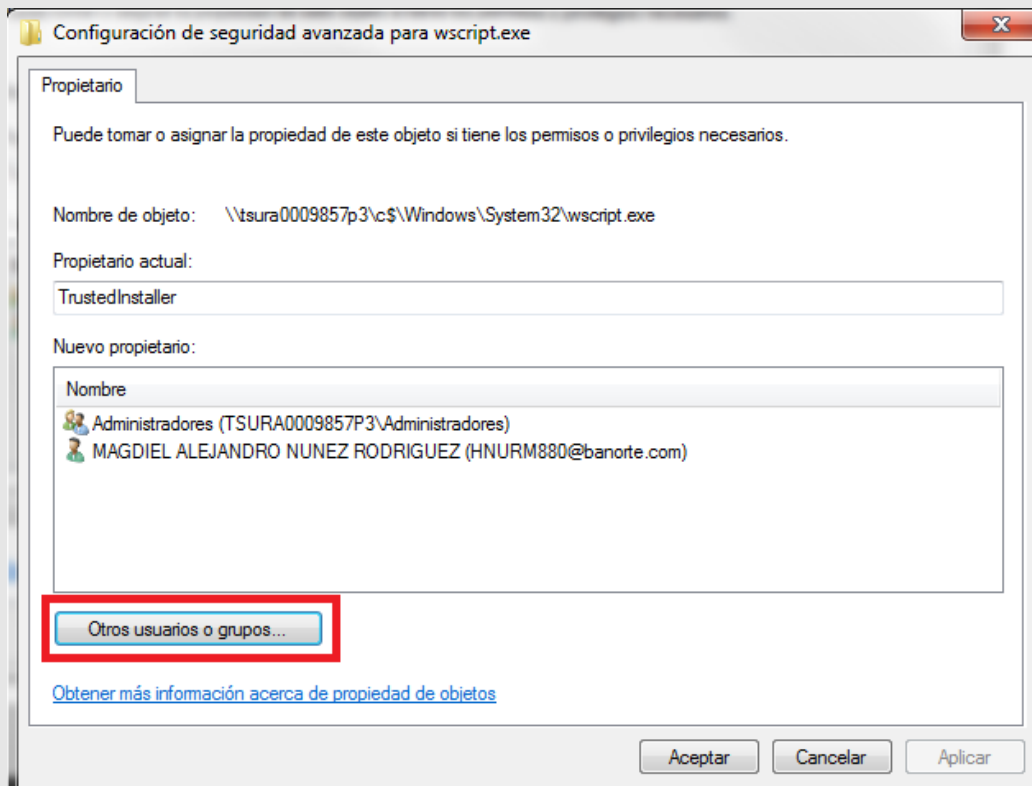 Configuración de seguridad avanzada para wscript.exe
Propietario
Puede tomar o asignar la propiedad de este objeto si tiene los permisos o privilegios necesarios.
Nombre de objeto: \\tsura0009857p3\c$\Windows\System32\wscript.exe
Propietario actual:
TrustedInstaller
Nuevo propietario:
Nombre
Administradores (TSURA0009857P3\Administradores)
MAGDIEL ALEJANDRO NUNEZ RODRIGUEZ (HNURM880@banorte.com)
Otros usuarios o grupos...
Obtener más información acerca de propiedad de objetos
Aceptar Cancelar Aplicar